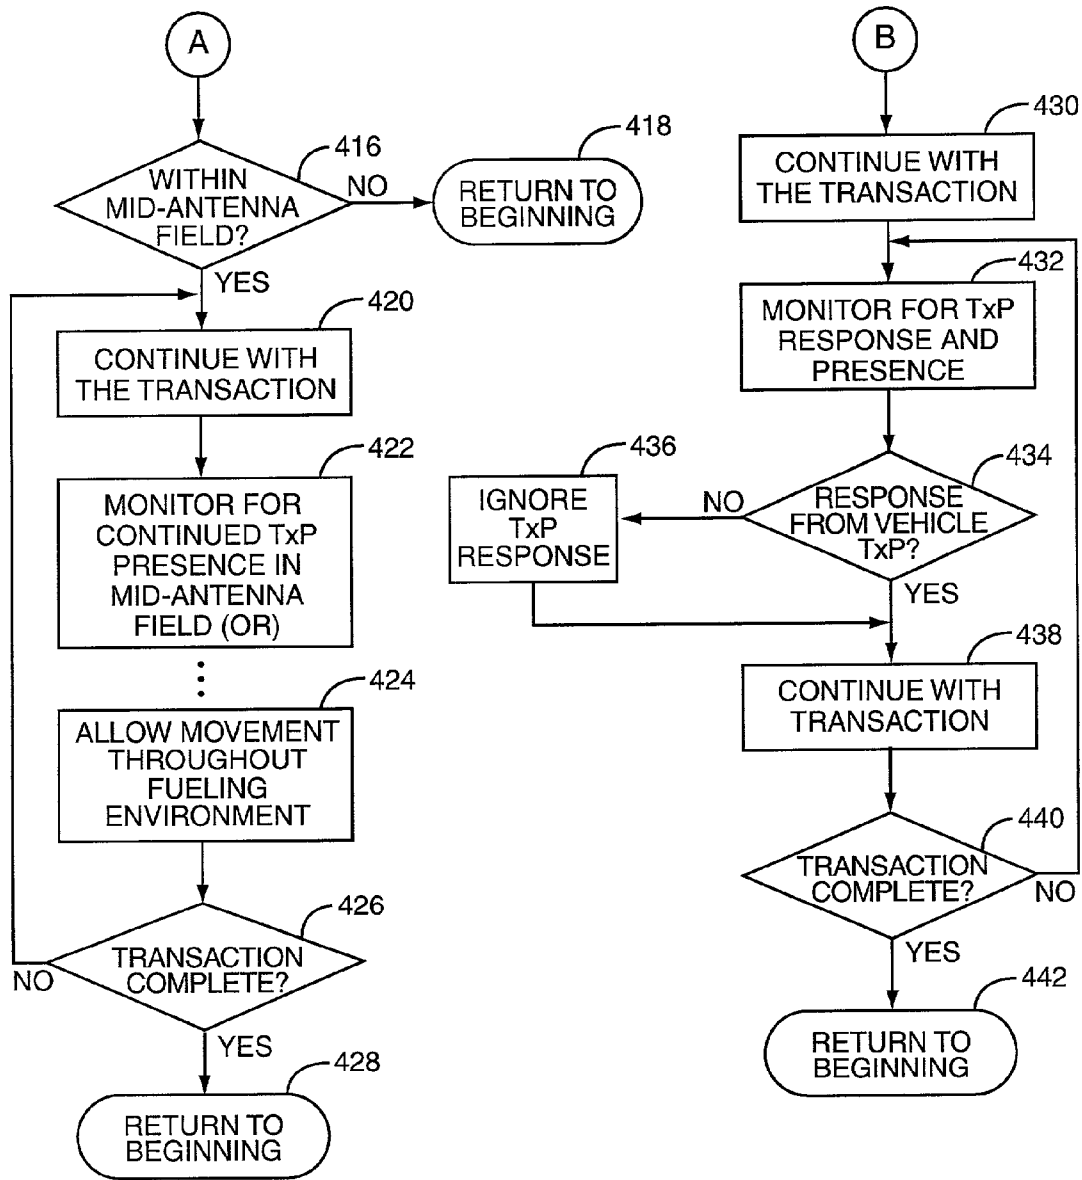 A
416
WITHIN
MID-ANTENNA
FIELD?
NO
418
RETURN TO
BEGINNING
YES
420
CONTINUE WITH
THE TRANSACTION
422
MONITOR FOR
CONTINUED TxP
PRESENCE IN
MID-ANTENNA
FIELD (OR)
424
ALLOW MOVEMENT
THROUGHOUT
FUELING
ENVIRONMENT
426
TRANSACTION
COMPLETE?
NO
YES
428
RETURN TO
BEGINNING
B
430
CONTINUE WITH
THE TRANSACTION
432
MONITOR FOR TxP
RESPONSE AND
PRESENCE
434
RESPONSE
FROM VEHICLE
TxP?
NO
436
IGNORE
TxP
RESPONSE
YES
438
CONTINUE WITH
TRANSACTION
440
TRANSACTION
COMPLETE?
NO
YES
442
RETURN TO
BEGINNING